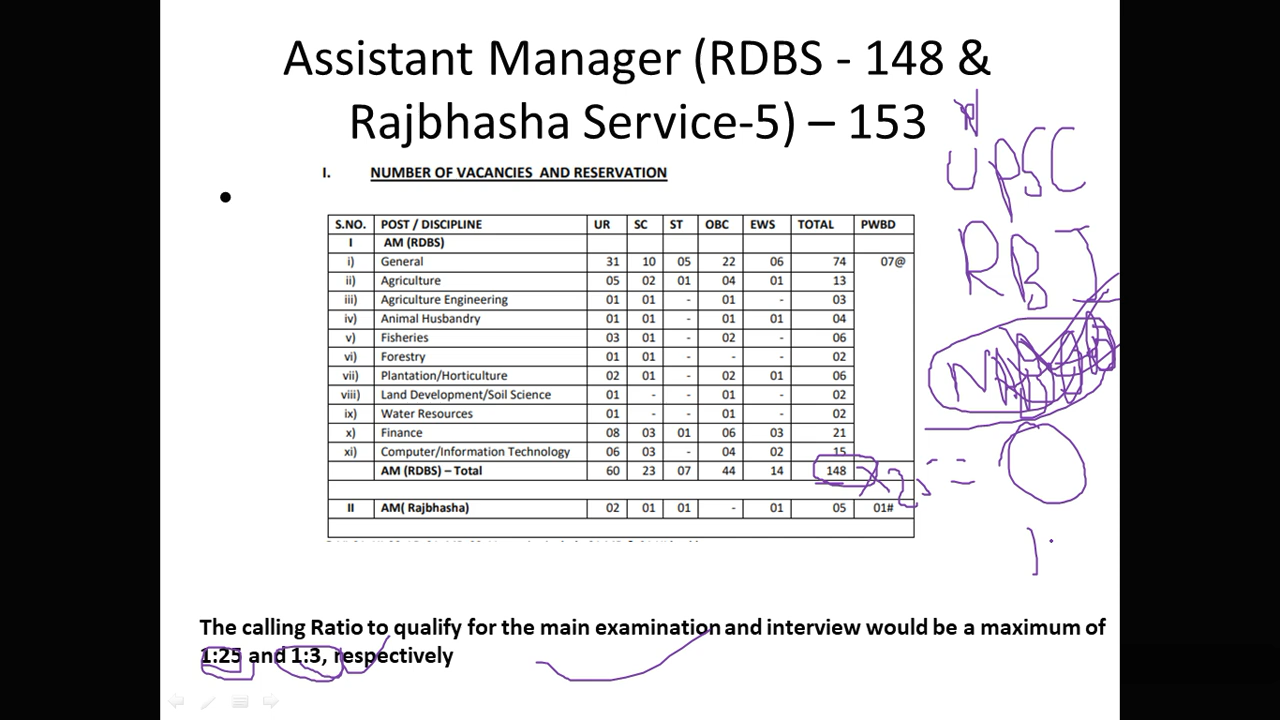 Assistant Manager (RDBS - 148 &
Rajbhasha Service-5) – 153
I. NUMBER OF VACANCIES AND RESERVATION
S.NO. POST / DISCIPLINE UR SC ST OBC EWS TOTAL PWBD
I AM (RDBS)
i) General 31 10 05 22 06 74 07@
ii) Agriculture 05 02 01 04 01 13
iii) Agriculture Engineering 01 01 - 01 - 03
iv) Animal Husbandry 01 01 - 01 01 04
v) Fisheries 03 01 - 02 - 06
vi) Forestry 01 01 - - - 02
vii) Plantation/Horticulture 02 01 - 02 01 06
viii) Land Development/Soil Science 01 - - 01 - 02
ix) Water Resources 01 - - 01 - 02
x) Finance 08 03 01 06 03 21
xi) Computer/Information Technology 06 03 - 04 02 15
AM (RDBS) – Total 60 23 07 44 14 148
II AM( Rajbhasha) 02 01 01 - 01 05 01#
UPSC
RBI
NABARD
x 25 =
The calling Ratio to qualify for the main examination and interview would be a maximum of
1:25 and 1:3, respectively